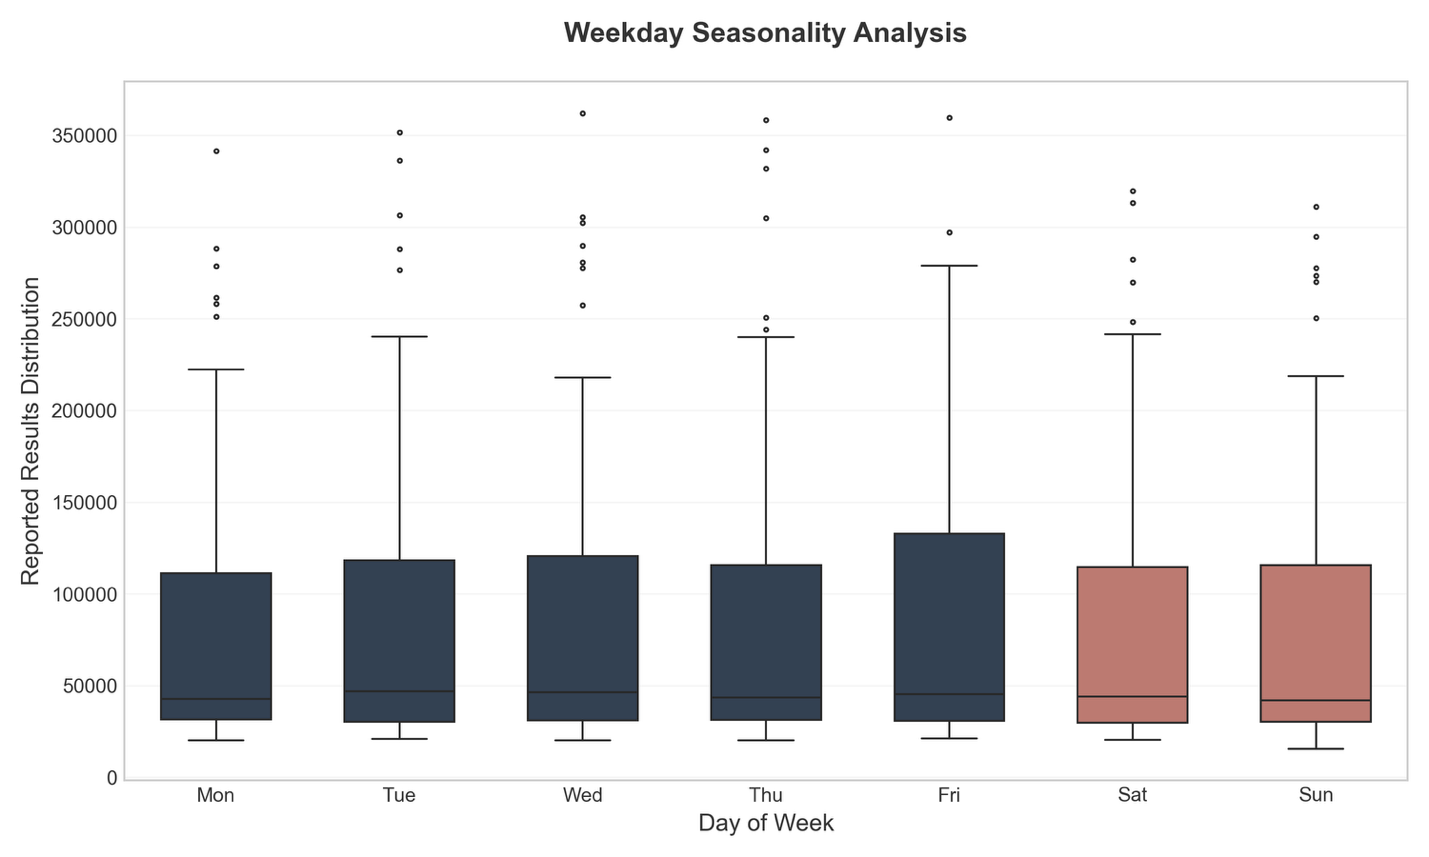 Weekday Seasonality Analysis
Reported Results Distribution
350000
300000
250000
200000
150000
100000
50000
0
Mon Tue Wed Thu Fri Sat Sun
Day of Week